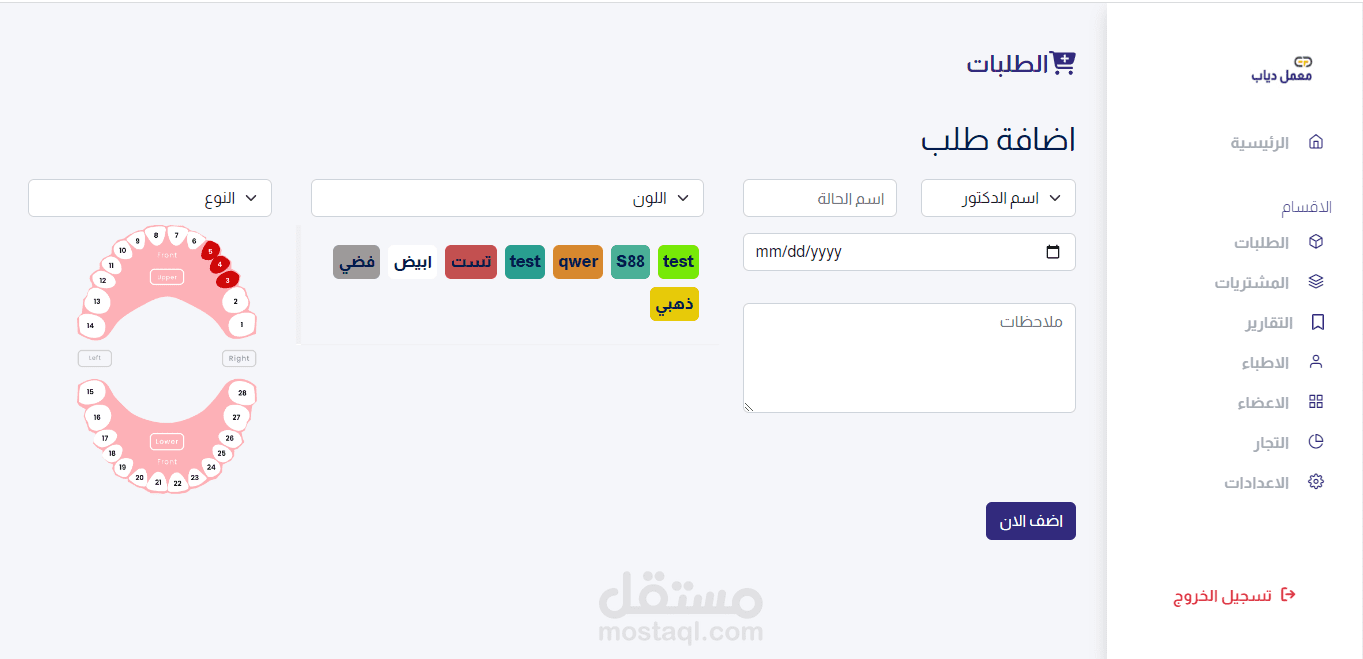 معمل دياب
الرئيسية
الاقسام
الطلبات
المشتريات
التقارير
الاطباء
الاعضاء
التجار
الاعدادات
تسجيل الخروج
الطلبات
اضافة طلب
اسم الدكتور
اسم الحالة
mm/dd/yyyy
ملاحظات
اضف الان
اللون
test S88 qwer test تست ابيض فضي
ذهبي
النوع
8 7
9 6
10 5
Front
11 4
Upper
12 3
13 2
14 1
Left Right
15 28
16 27
17 26
Lower
18 25
Front
19 24
20 23
21 22
مستقل
mostaql.com